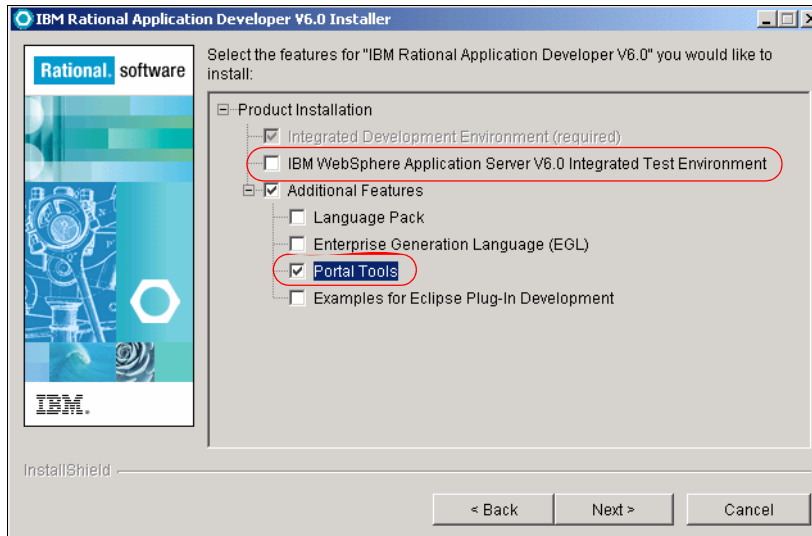 IBM Rational Application Developer V6.0 Installer
Rational. software
Select the features for "IBM Rational Application Developer V6.0" you would like to
install:
Product Installation
Integrated Development Environment (required)
IBM WebSphere Application Server V6.0 Integrated Test Environment
Additional Features
Language Pack
Enterprise Generation Language (EGL)
Portal Tools
Examples for Eclipse Plug-In Development
IBM.
InstallShield
< Back
Next >
Cancel